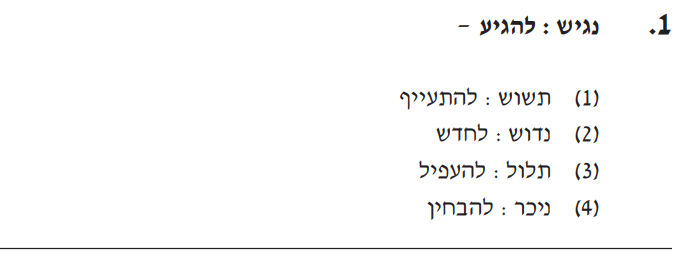 1. נגיש : להגיע –
(1) תשוש : להתעייף
(2) נדוש : לחדש
(3) תלול : להעפיל
(4) ניכר : להבחין